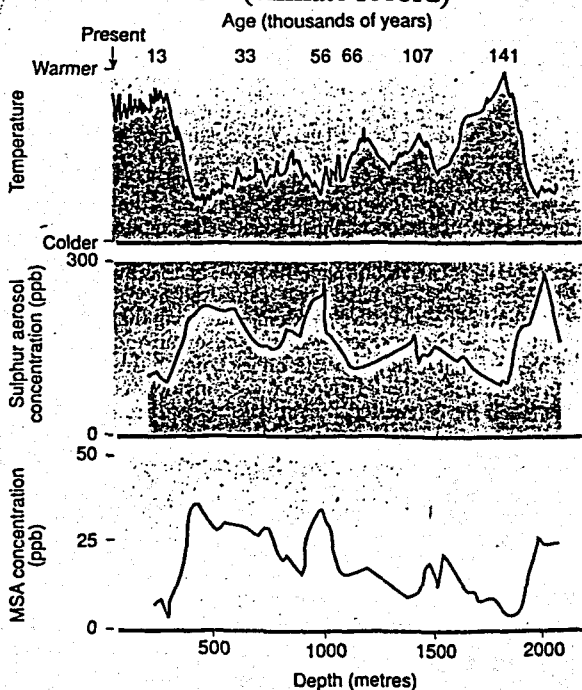 Age (thousands of years)
Present
13 33 56 66 107 141
Warmer
Temperature
Colder
300
Sulphur aerosol
concentration (ppb)
0
50
MSA concentration
(ppb)
25
0
500 1000 1500 2000
Depth (metres)